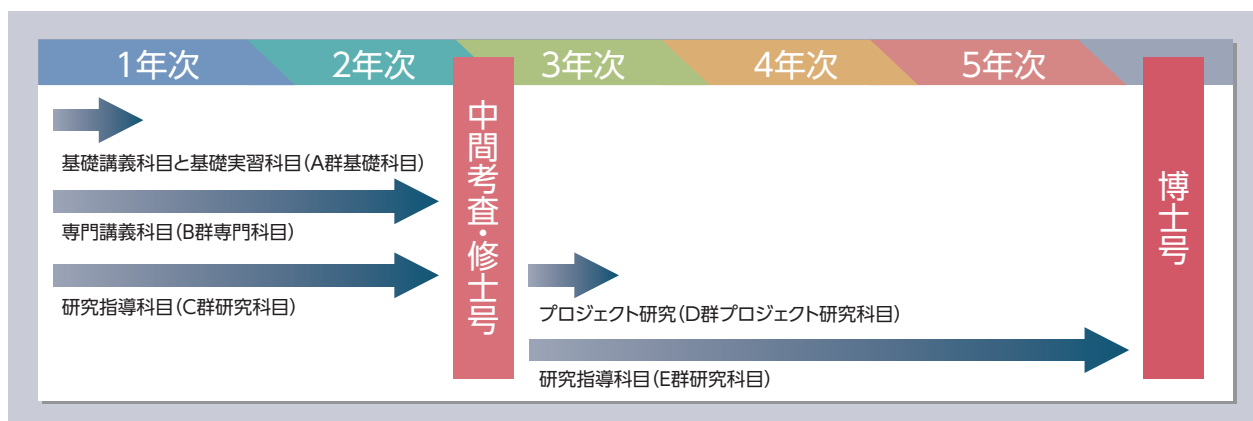 1年次 2年次 3年次 4年次 5年次
基礎講義科目と基礎実習科目(A群基礎科目)
専門講義科目(B群専門科目)
研究指導科目(C群研究科目)
中間考査・修士号
プロジェクト研究(D群プロジェクト研究科目)
研究指導科目(E群研究科目)
博士号